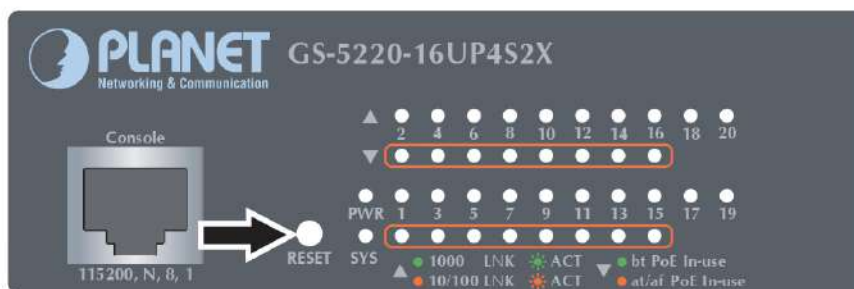 PLANET
Networking & Communication
GS-5220-16UP4S2X
Console
115200, N, 8, 1
RESET
2 4 6 8 10 12 14 16 18 20
PWR 1 3 5 7 9 11 13 15 17 19
SYS
1000 LNK ACT bt PoE In-use
10/100 LNK ACT at/af PoE In-use